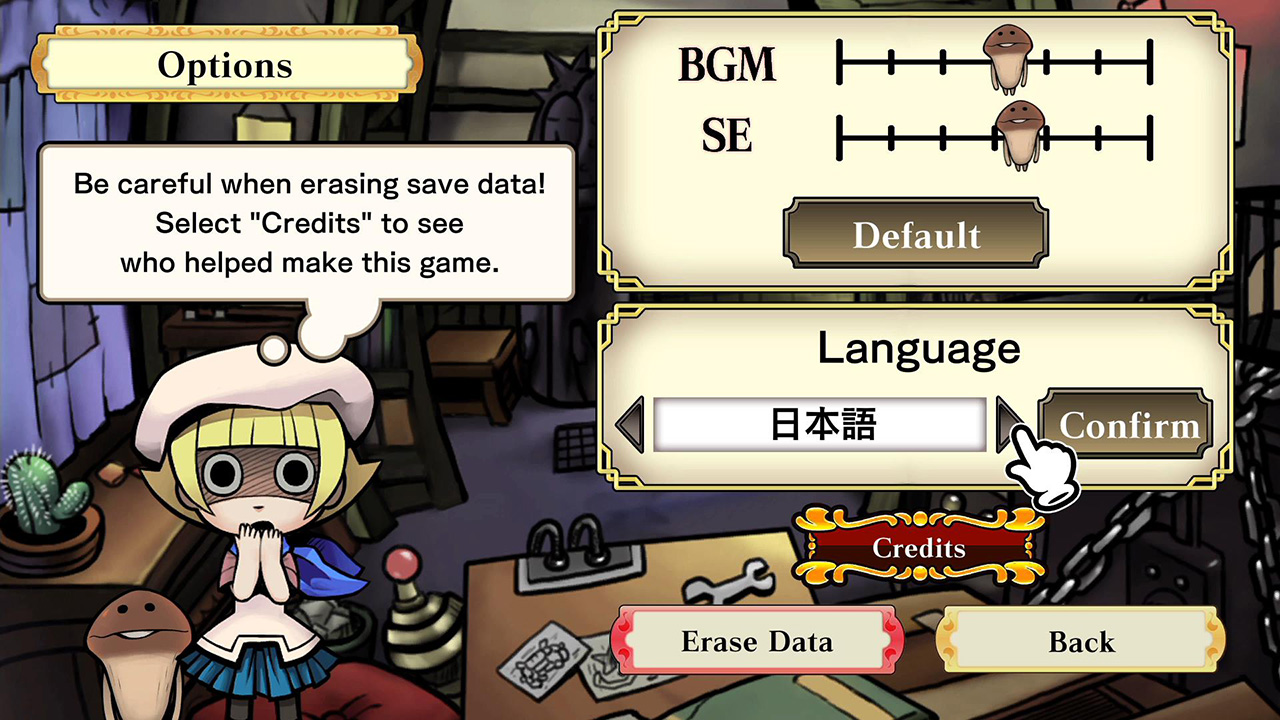 Options
Be careful when erasing save data!
Select "Credits" to see
who helped make this game.
BGM
SE
Default
Language
日本語
Confirm
Credits
Erase Data
Back